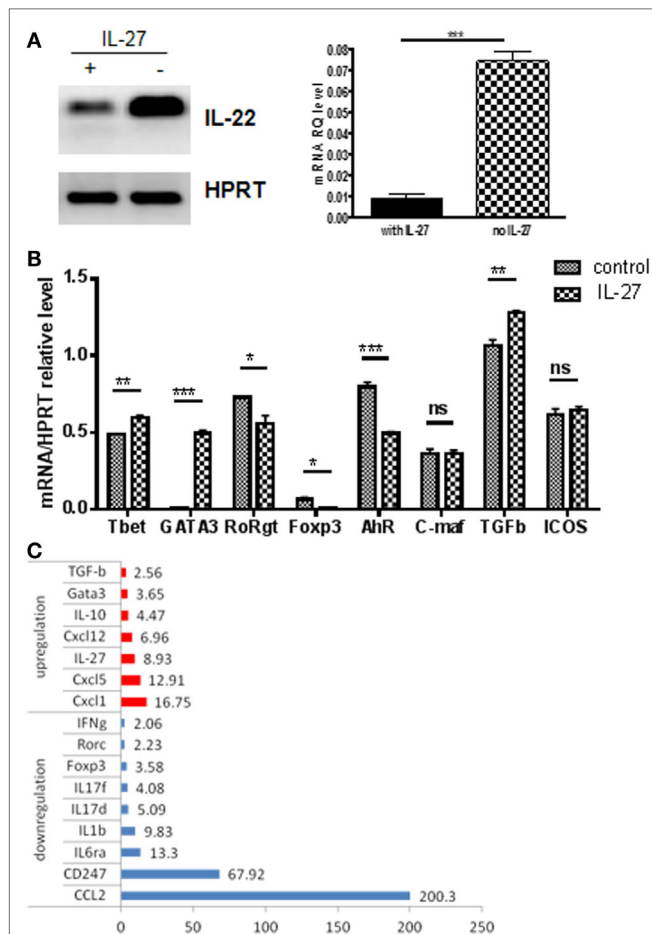 A
IL-27
+ -
IL-22
HPRT
***
mRNA RQ level
0.08
0.07
0.06
0.05
0.04
0.03
0.02
0.01
0.00
with IL-27 no IL-27
B
control
IL-27
mRNA/HPRT relative level
1.5
1.0
0.5
0.0
** *** * * *** ns ** ns
Tbet GATA3 RoRgt Foxp3 AhR C-maf TGFb ICOS
C
upregulation
TGF-b 2.56
Gata3 3.65
IL-10 4.47
Cxcl12 6.96
IL-27 8.93
Cxcl5 12.91
Cxcl1 16.75
downregulation
IFNg 2.06
Rorc 2.23
Foxp3 3.58
IL17f 4.08
IL17d 5.09
IL1b 9.83
IL6ra 13.3
CD247 67.92
CCL2 200.3
0 50 100 150 200 250